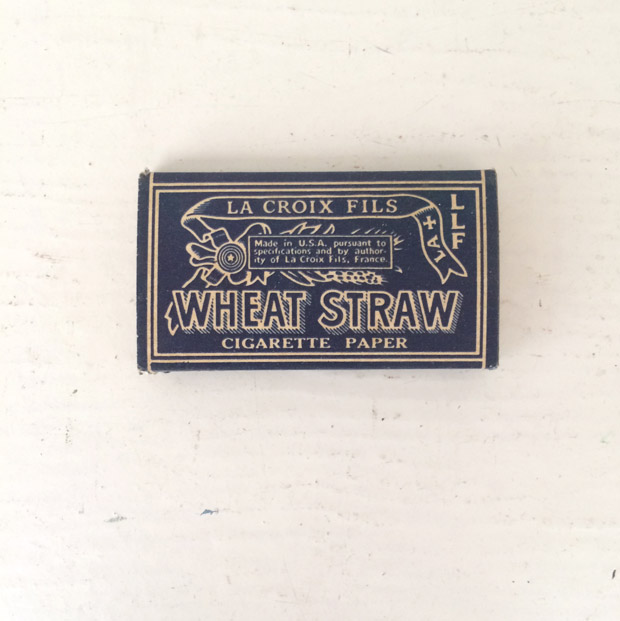 LA CROIX FILS
LA+
L
L
F
Made in U.S.A. pursuant to
specifications and by author-
ity of La Croix Fils, France.
WHEAT STRAW
CIGARETTE PAPER